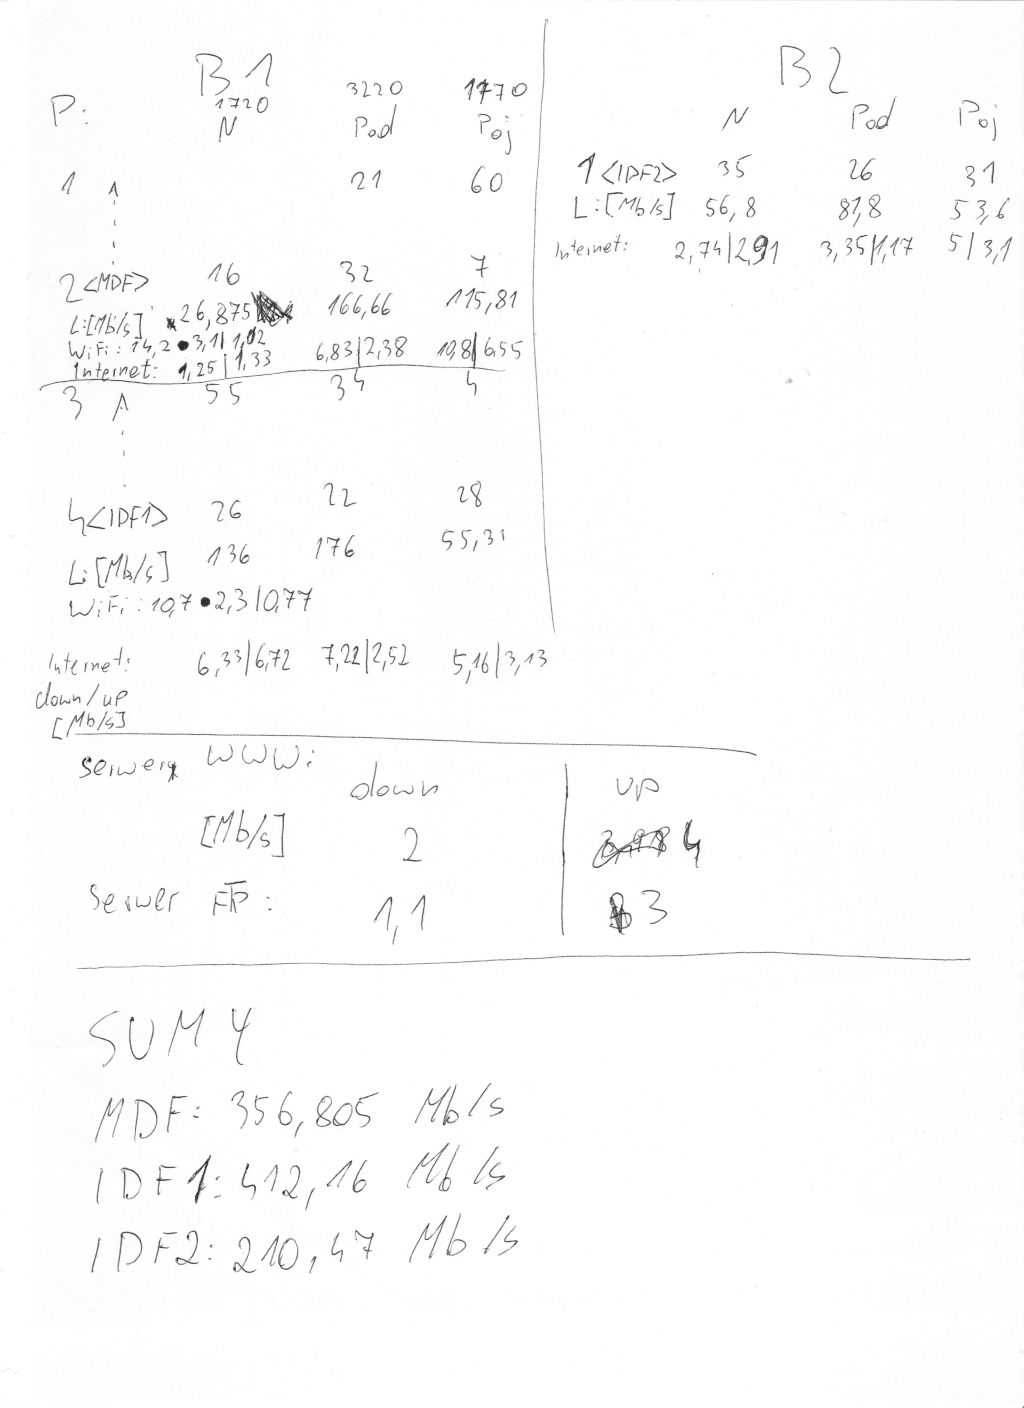 B1
P: 1720 3220 1770
N Pod Poj
1 21 60
2 <MDF> 16 32 7
L:[Mb/s] 26,875 166,66 115,81
WiFi: 14,2 • 3,1|1,02
Internet: 1,25|1,33 6,83|2,38 10,8|6,55
3 55 34 4
4 <IDF1> 26 22 28
L:[Mb/s] 136 176 55,31
WiFi: 10,7 • 2,3|0,77
Internet: 6,33|6,72 7,22|2,52 5,16|3,13
down/up
[Mb/s]
B2
N Pod Poj
1 <IDF2> 35 26 31
L:[Mb/s] 56,8 81,8 53,6
Internet: 2,74|2,91 3,35|1,17 5|3,1
serwery WWW:
down up
[Mb/s] 2 4
Serwer FTP: 1,1 3
SUMY
MDF: 356,805 Mb/s
IDF1: 412,16 Mb/s
IDF2: 210,47 Mb/s